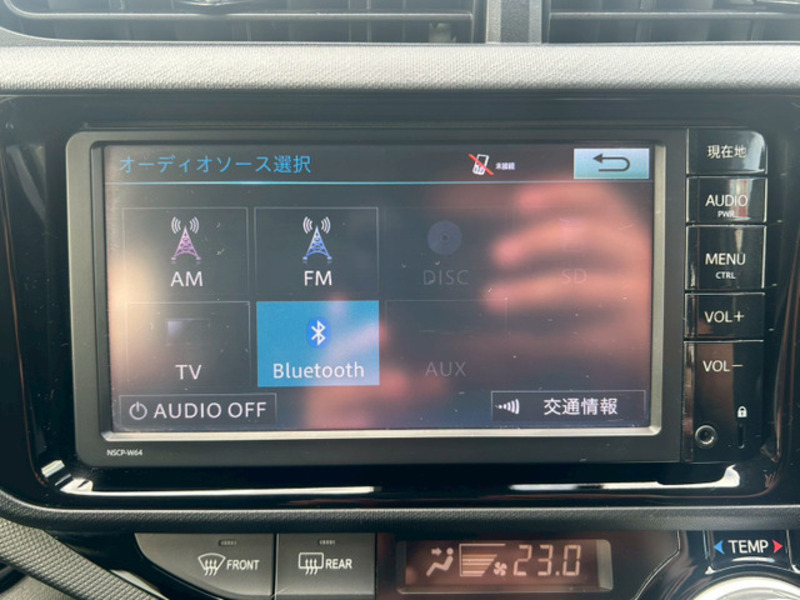 オーディオソース選択
未接続
現在地
AUDIO
PWR
AM
FM
DISC
SD
MENU
CTRL
VOL+
TV
Bluetooth
AUX
VOL−
AUDIO OFF
交通情報
NSCP-W64
FRONT
REAR
23.0
TEMP